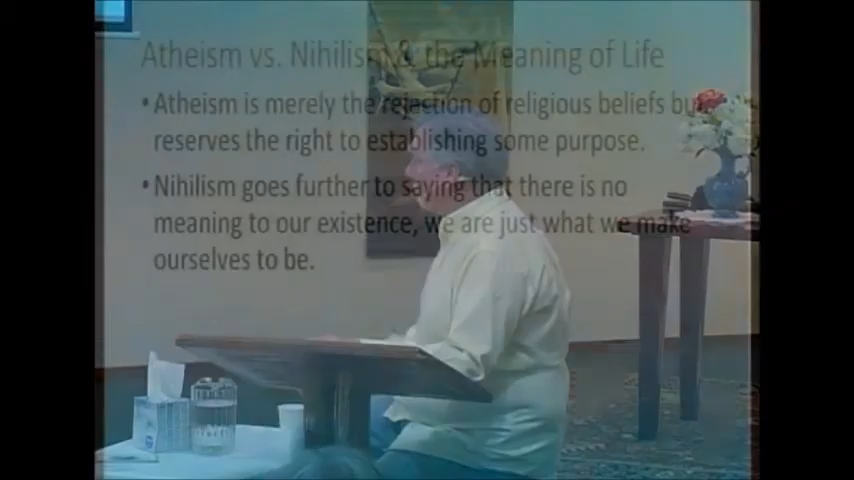 Atheism vs. Nihilism & the Meaning of Life
• Atheism is merely the rejection of religious beliefs but
reserves the right to establishing some purpose.
• Nihilism goes further to saying that there is no
meaning to our existence, we are just what we make
ourselves to be.